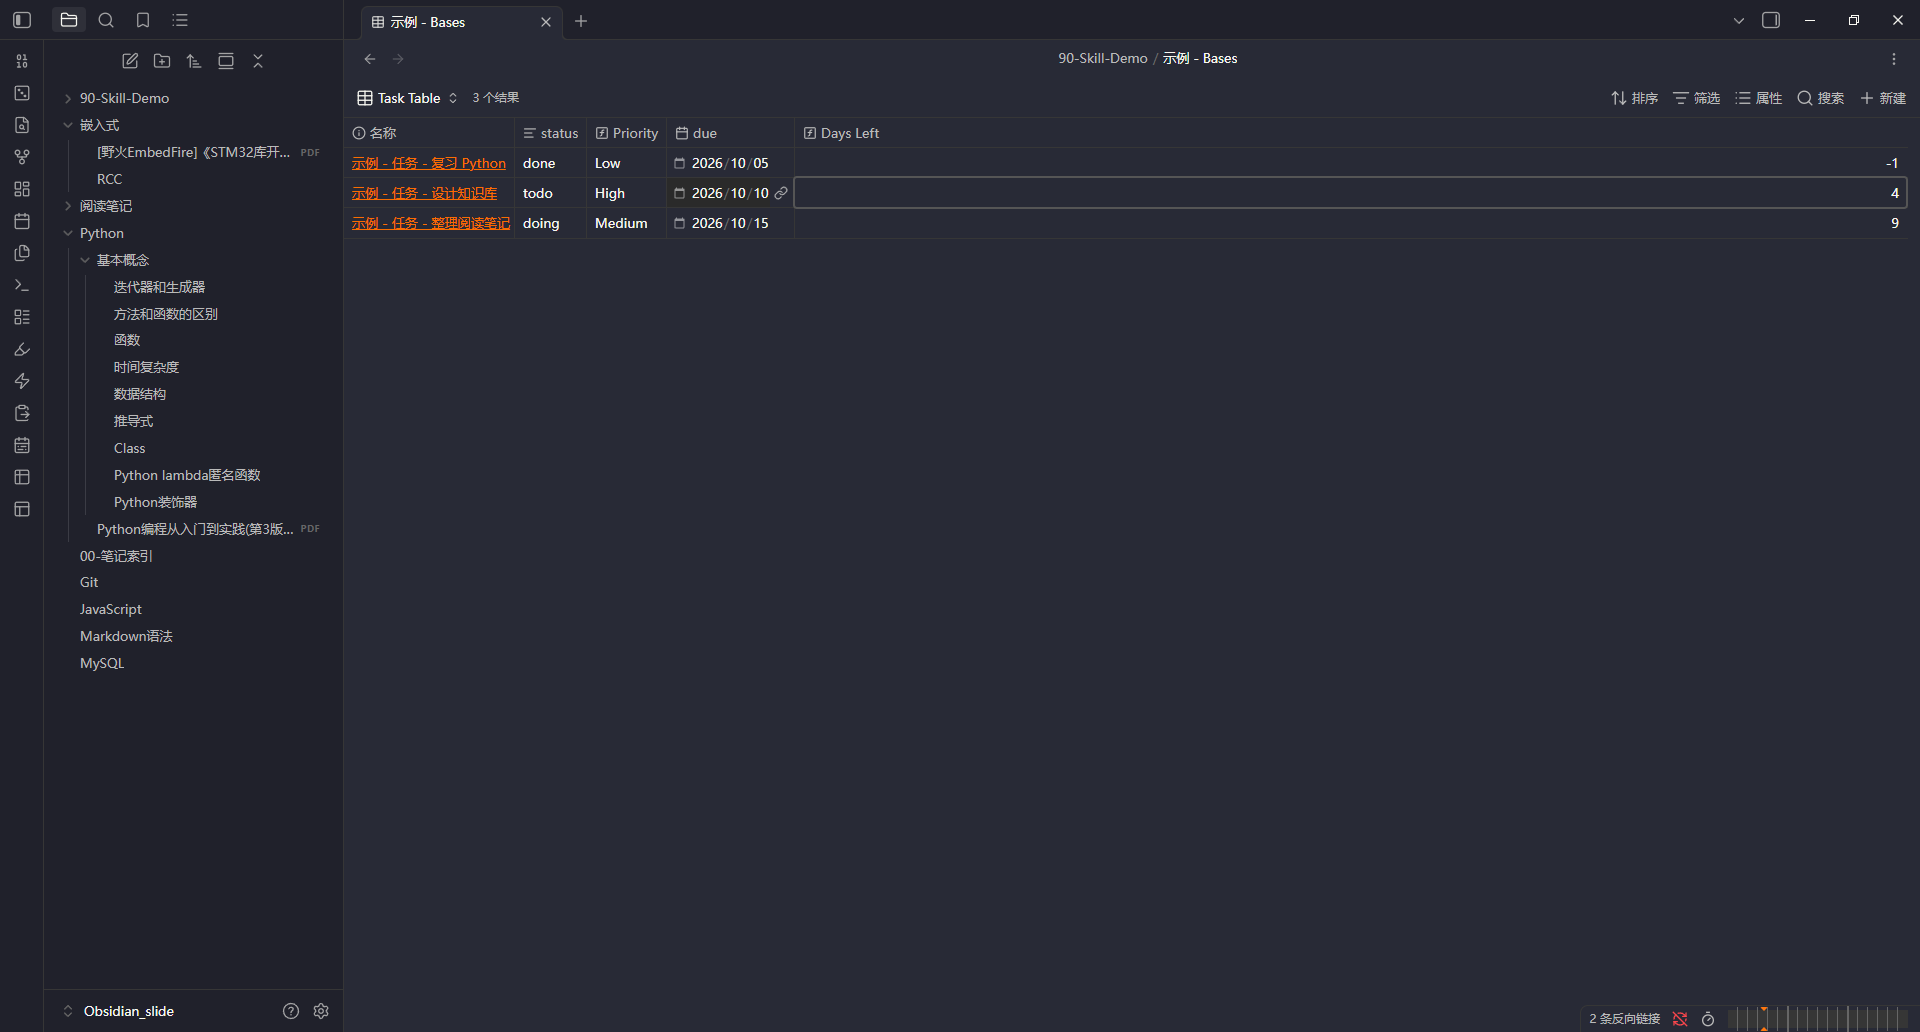 示例 - Bases
90-Skill-Demo / 示例 - Bases
90-Skill-Demo
嵌入式
[野火EmbedFire]《STM32库开... PDF
RCC
阅读笔记
Python
基本概念
迭代器和生成器
方法和函数的区别
函数
时间复杂度
数据结构
推导式
Class
Python lambda匿名函数
Python装饰器
Python编程从入门到实践(第3版... PDF
00-笔记索引
Git
JavaScript
Markdown语法
MySQL
Obsidian_slide
Task Table 3 个结果
排序 筛选 属性 搜索 新建
名称 status Priority due Days Left
示例 - 任务 - 复习 Python done Low 2026/10/05 -1
示例 - 任务 - 设计知识库 todo High 2026/10/10 4
示例 - 任务 - 整理阅读笔记 doing Medium 2026/10/15 9
2 条反向链接